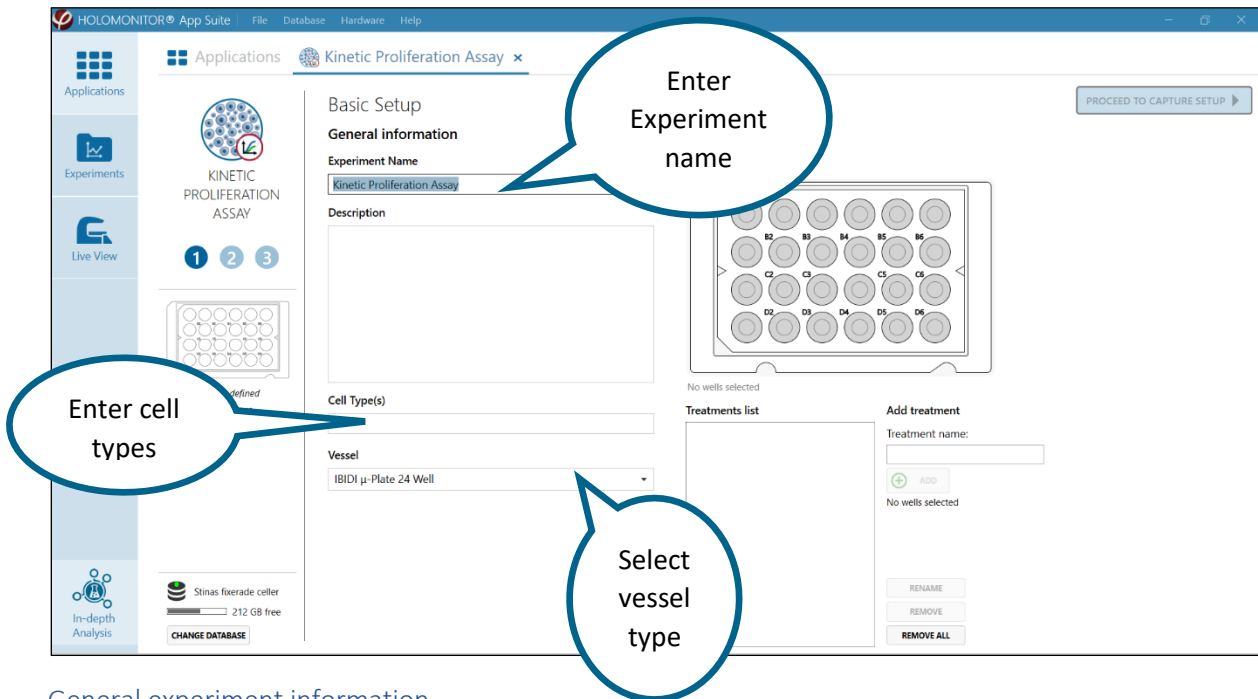 HOLOMONITOR® App Suite File Database Hardware Help
Applications Kinetic Proliferation Assay ×
Applications
Experiments
Live View
In-depth
Analysis
KINETIC
PROLIFERATION
ASSAY
1 2 3
defined
Stinas fixerade celler
212 GB free
CHANGE DATABASE
Basic Setup
General information
Experiment Name
Kinetic Proliferation Assay
Description
Cell Type(s)
Vessel
IBIDI µ-Plate 24 Well
Enter
Experiment
name
Enter cell
types
Select
vessel
type
PROCEED TO CAPTURE SETUP
B2 B3 B4 B5 B6
C2 C3 C5 C6
D2 D3 D4 D5 D6
No wells selected
Treatments list
Add treatment
Treatment name:
ADD
No wells selected
RENAME
REMOVE
REMOVE ALL
General experiment information